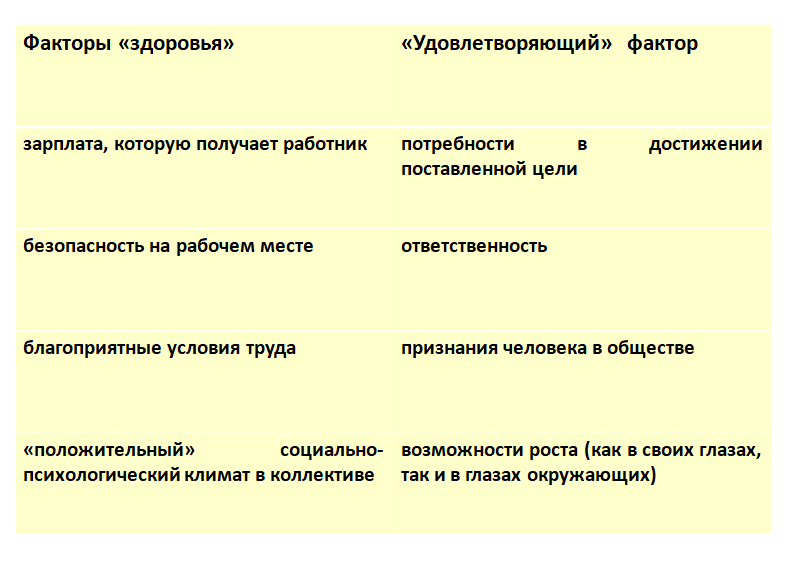 Факторы «здоровья»
«Удовлетворяющий» фактор
зарплата, которую получает работник
потребности в достижении
поставленной цели
безопасность на рабочем месте
ответственность
благоприятные условия труда
признания человека в обществе
«положительный» социально-
психологический климат в коллективе
возможности роста (как в своих глазах,
так и в глазах окружающих)